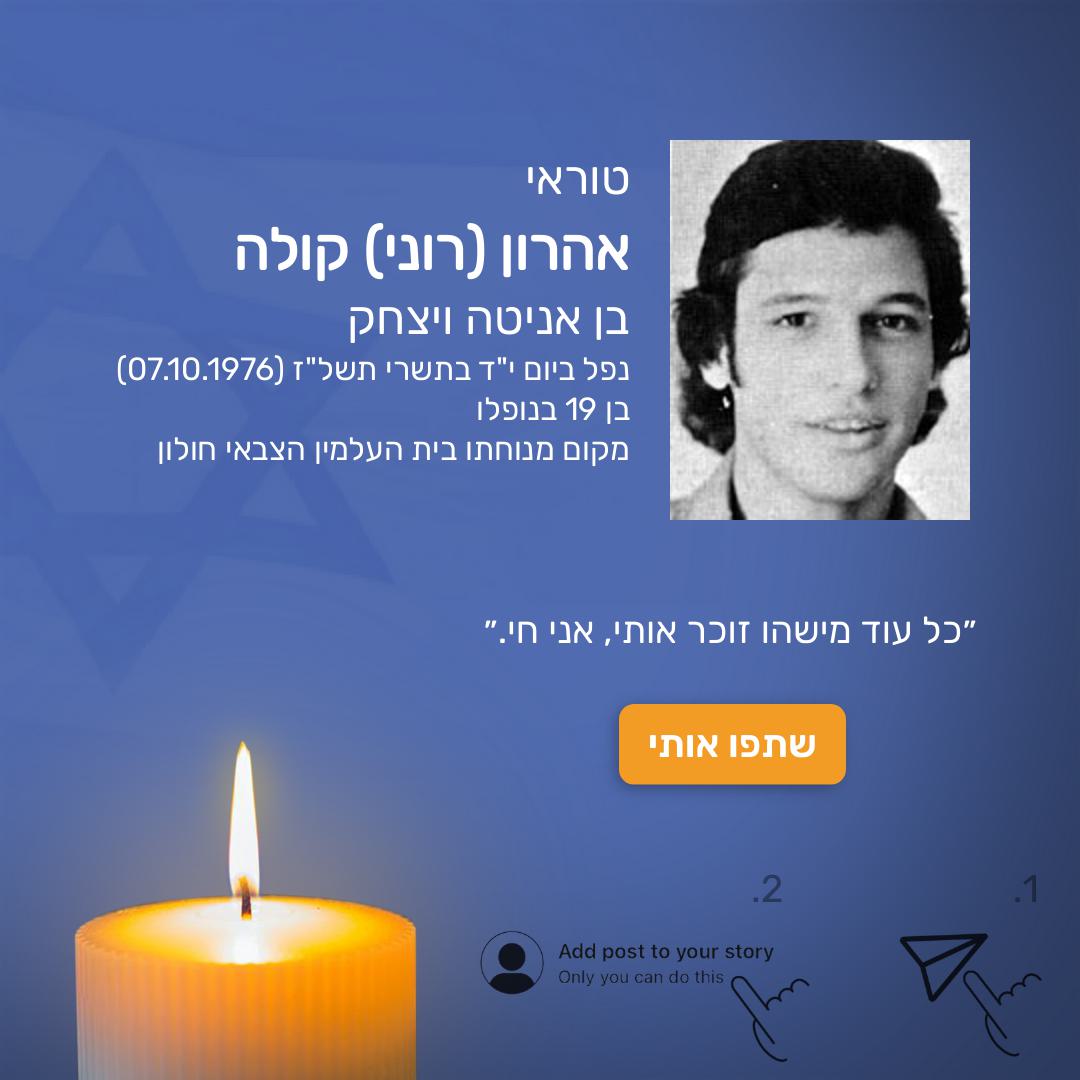 טוראי
אהרון (רוני) קולה
בן אניטה ויצחק
נפל ביום י"ד בתשרי תשל"ז (07.10.1976)
בן 19 בנופלו
מקום מנוחתו בית העלמין הצבאי חולון
״כל עוד מישהו זוכר אותי, אני חי.״
שתפו אותי
1.
2.
Add post to your story
Only you can do this